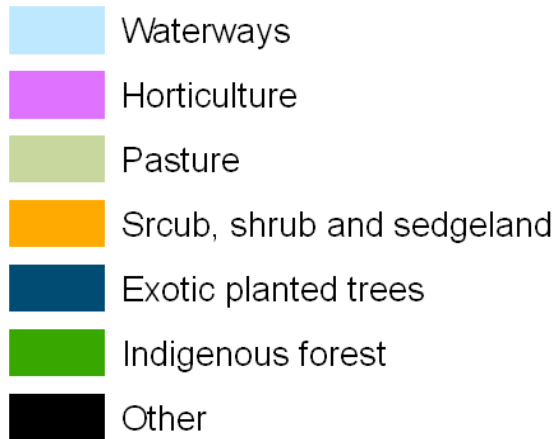 Waterways
Horticulture
Pasture
Srcub, shrub and sedgeland
Exotic planted trees
Indigenous forest
Other